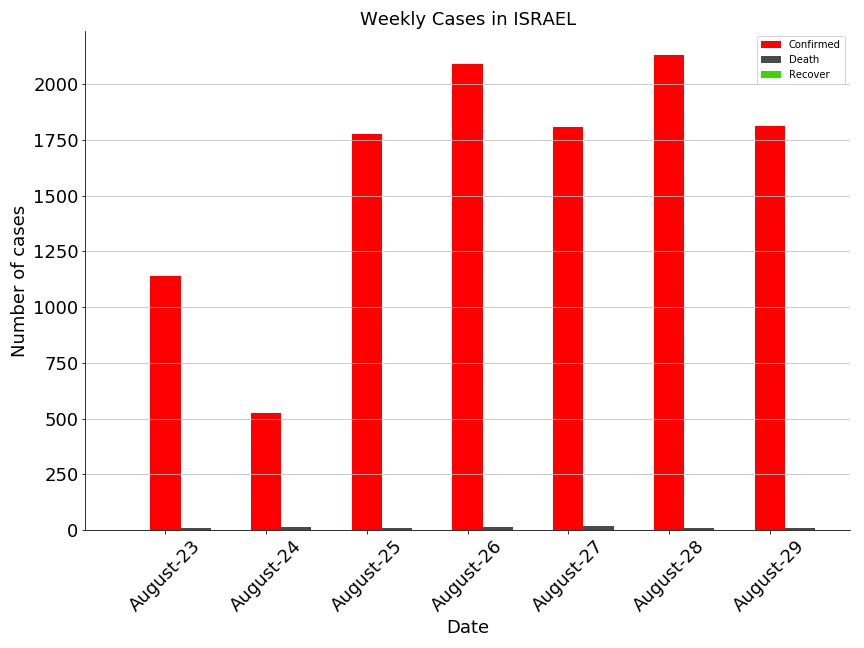 Weekly Cases in ISRAEL
Confirmed
Death
Recover
Number of cases
2000
1750
1500
1250
1000
750
500
250
0
August-23
August-24
August-25
August-26
August-27
August-28
August-29
Date